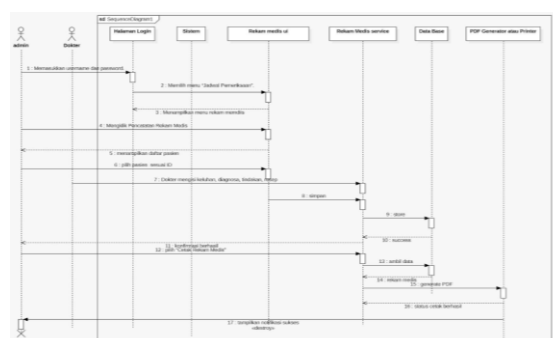 sd SequenceDiagram1
admin
Dokter
Halaman Login
Sistem
Rekam medis ui
Rekam Medis service
Data Base
PDF Generator atau Printer
1 : Memasukkan username dan password
2 : Memilih menu "Jadwal Pemeriksaan".
3 : Menampilkan menu rekam memdis
4 : Mengklik Pencatatan Rekam Medis
5 : menampilkan daftar pasien
6 : pilih pasien sesuai ID
7 : Dokter mengisi keluhan, diagnosa, tindakan, resep
8 : simpan
9 : store
10 : success
11 : konfirmasi berhasil
12 : pilih "Cetak Rekam Medis"
13 : ambil data
14 : rekam medis
15 : generate PDF
16 : status cetak berhasil
17 : tampilkan notifikasi sukses
«destroy»